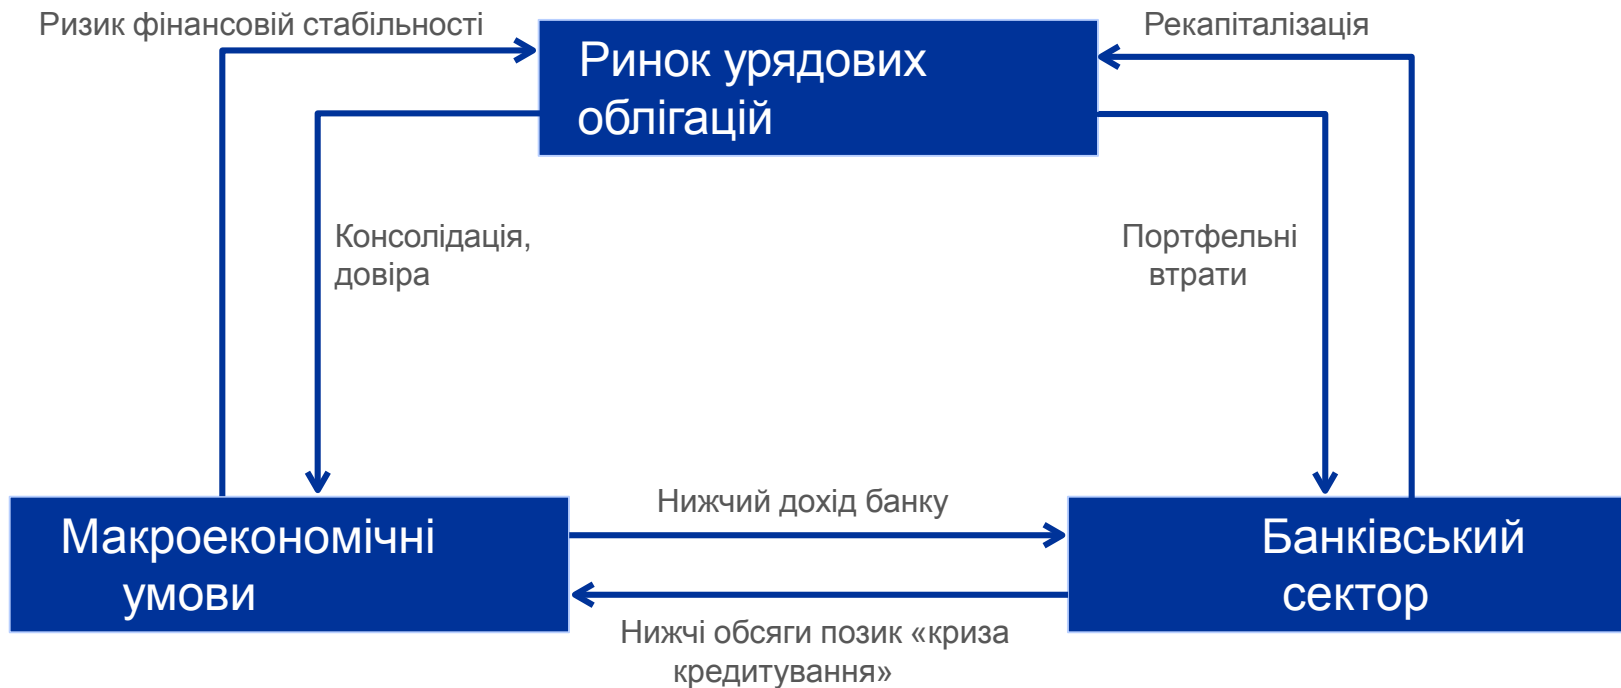 Ризик фінансовій стабільності
Рекапіталізація
Ринок урядових
облігацій
Консолідація,
довіра
Портфельні
втрати
Нижчий дохід банку
Макроекономічні
умови
Банківський
сектор
Нижчі обсяги позик «криза
кредитування»